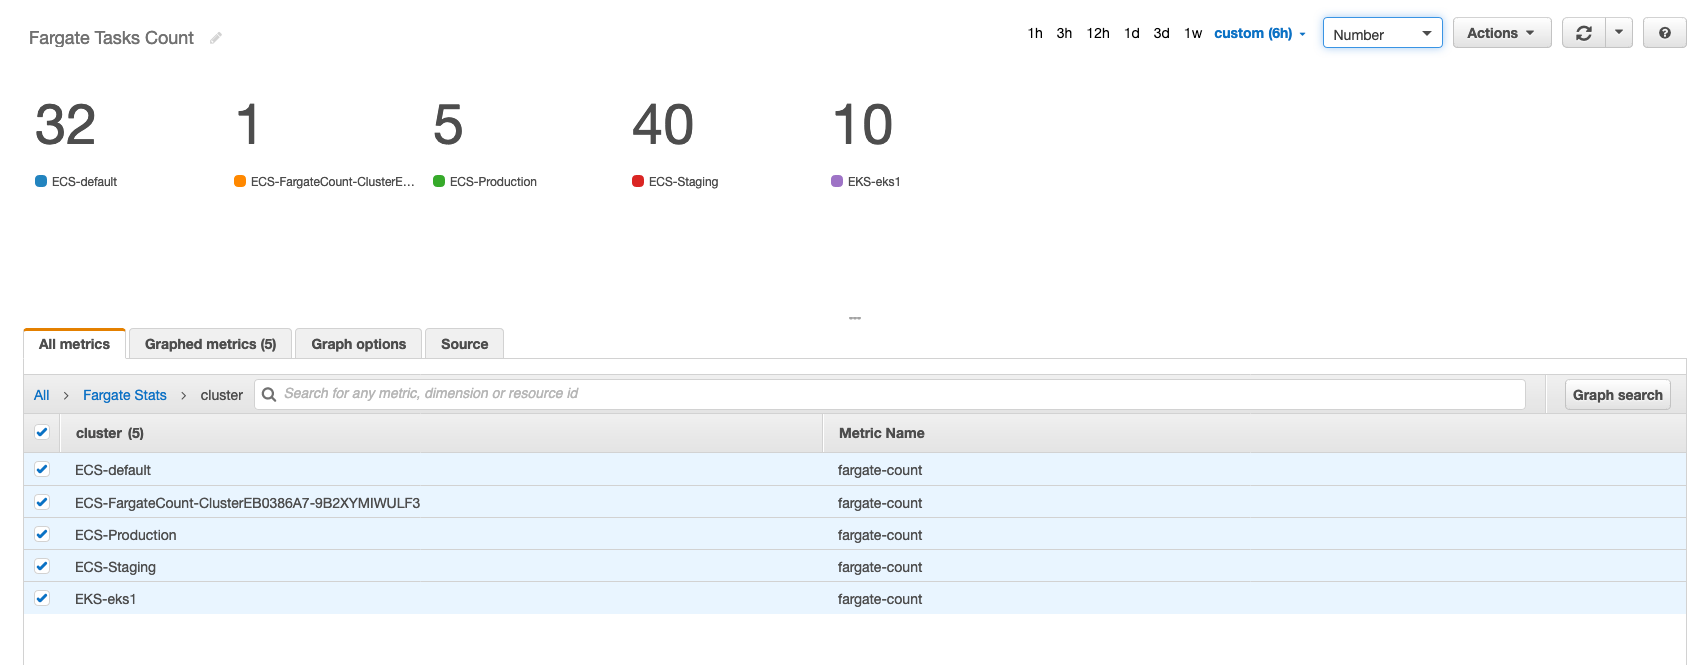 Fargate Tasks Count
1h 3h 12h 1d 3d 1w custom (6h) Number Actions
32 1 5 40 10
ECS-default ECS-FargateCount-ClusterE... ECS-Production ECS-Staging EKS-eks1
All metrics Graphed metrics (5) Graph options Source
All > Fargate Stats > cluster Search for any metric, dimension or resource id Graph search
cluster (5) Metric Name
ECS-default fargate-count
ECS-FargateCount-ClusterEB0386A7-9B2XYMIWULF3 fargate-count
ECS-Production fargate-count
ECS-Staging fargate-count
EKS-eks1 fargate-count